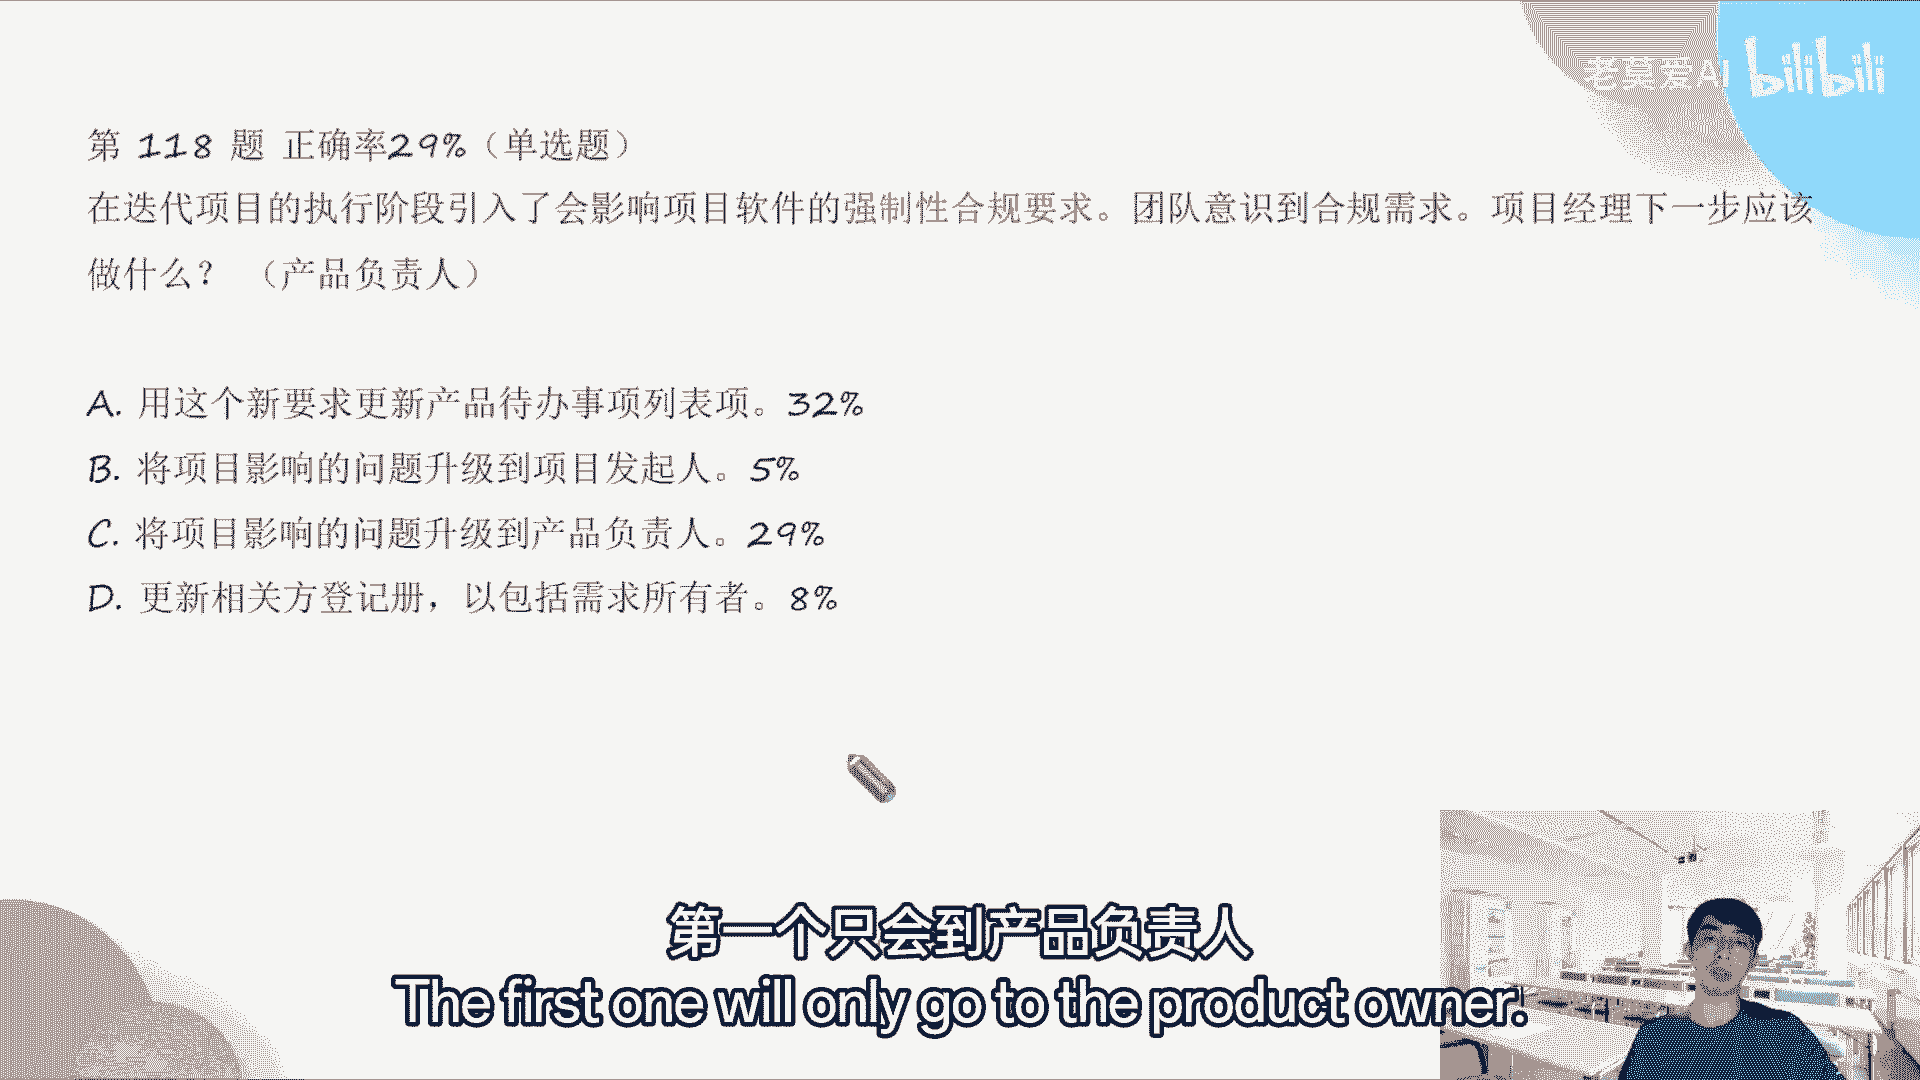 老莫爱AI bilibili
第 118 题 正确率29%（单选题）
在迭代项目的执行阶段引入了会影响项目软件的强制性合规要求。团队意识到合规需求。项目经理下一步应该
做什么？ （产品负责人）
A. 用这个新要求更新产品待办事项列表项。32%
B. 将项目影响的问题升级到项目发起人。5%
C. 将项目影响的问题升级到产品负责人。29%
D. 更新相关方登记册，以包括需求所有者。8%
第一个只会到产品负责人
The first one will only go to the product owner.